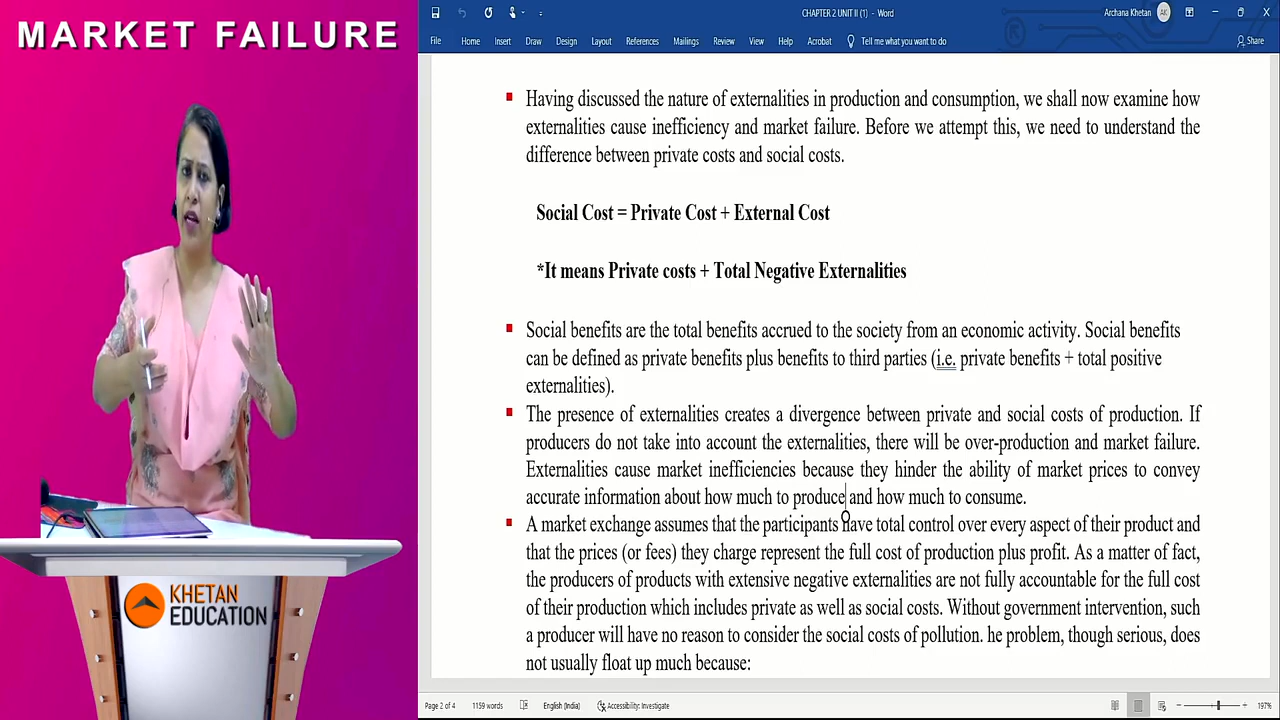 MARKET FAILURE
CHAPTER 2 UNIT II (1) - Word
Archana Khetan
AK
File Home Insert Draw Design Layout References Mailings Review View Help Acrobat Tell me what you want to do
Share
Having discussed the nature of externalities in production and consumption, we shall now examine how
externalities cause inefficiency and market failure. Before we attempt this, we need to understand the
difference between private costs and social costs.
Social Cost = Private Cost + External Cost
*It means Private costs + Total Negative Externalities
Social benefits are the total benefits accrued to the society from an economic activity. Social benefits
can be defined as private benefits plus benefits to third parties (i.e. private benefits + total positive
externalities).
The presence of externalities creates a divergence between private and social costs of production. If
producers do not take into account the externalities, there will be over-production and market failure.
Externalities cause market inefficiencies because they hinder the ability of market prices to convey
accurate information about how much to produce and how much to consume.
A market exchange assumes that the participants have total control over every aspect of their product and
that the prices (or fees) they charge represent the full cost of production plus profit. As a matter of fact,
the producers of products with extensive negative externalities are not fully accountable for the full cost
of their production which includes private as well as social costs. Without government intervention, such
a producer will have no reason to consider the social costs of pollution. he problem, though serious, does
not usually float up much because:
KHETAN
EDUCATION
Page 2 of 4 1159 words English (India) Accessibility: Investigate
197%